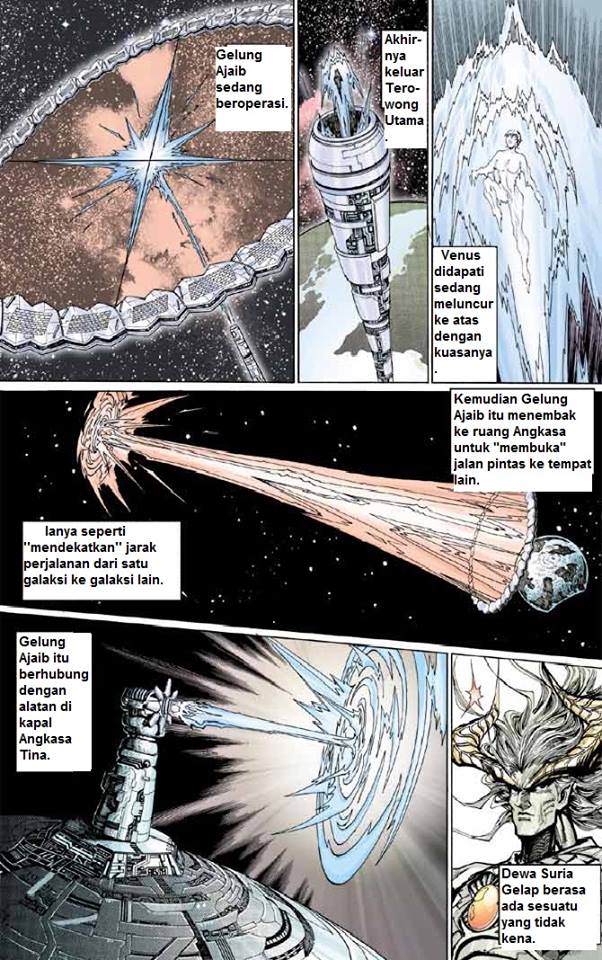 Gelung
Ajaib
sedang
beroperasi.
Akhir-
nya
keluar
Tero-
wong
Utama
.
Venus
didapati
sedang
meluncur
ke atas
dengan
kuasanya
.
Kemudian Gelung
Ajaib itu menembak
ke ruang Angkasa
untuk "membuka"
jalan pintas ke tempat
lain.
Ianya seperti
"mendekatkan" jarak
perjalanan dari satu
galaksi ke galaksi lain.
Gelung
Ajaib itu
berhubung
dengan
alatan di
kapal
Angkasa
Tina.
Dewa Suria
Gelap berasa
ada sesuatu
yang tidak
kena.